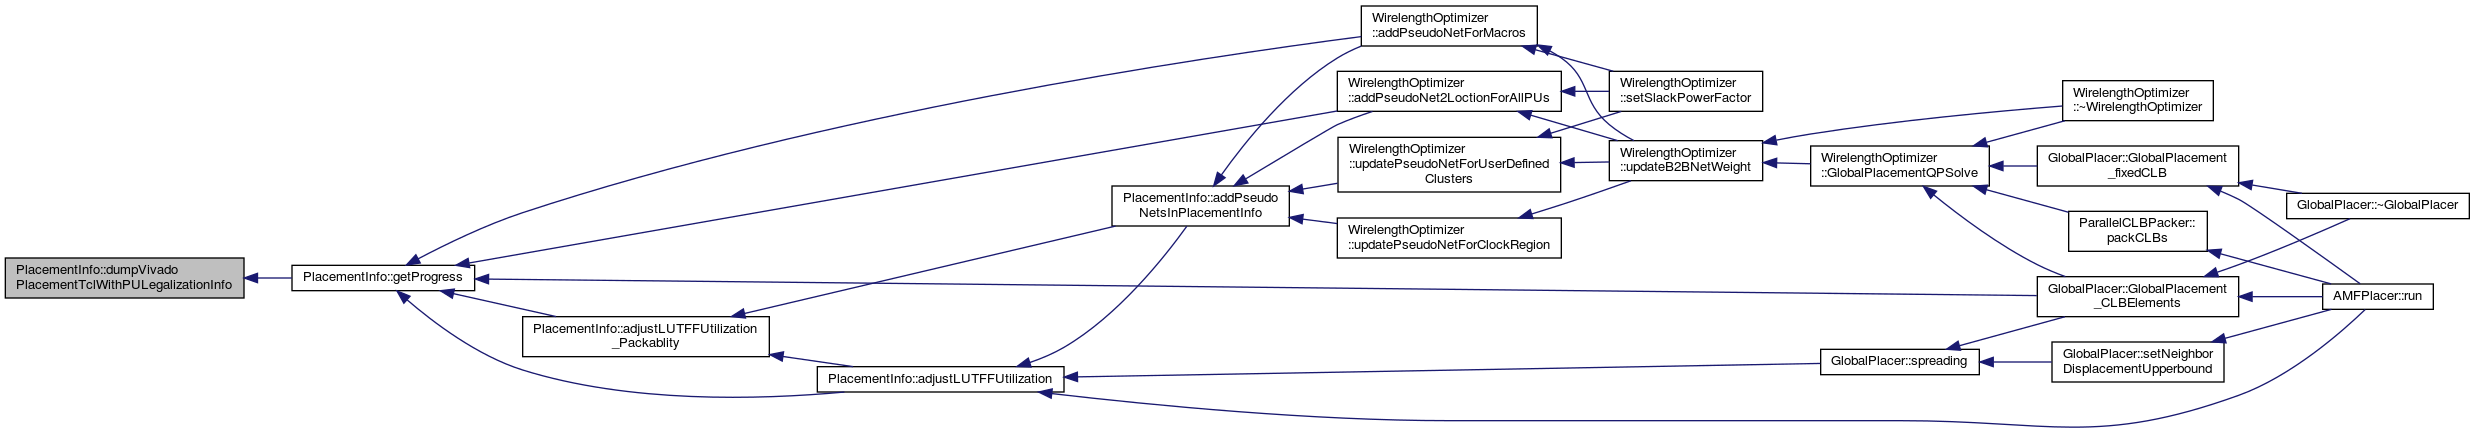 PlacementInfo::dumpVivado
PlacementTclWithPULegalizationInfo
PlacementInfo::getProgress
PlacementInfo::adjustLUTFFUtilization
_Packablity
PlacementInfo::adjustLUTFFUtilization
PlacementInfo::addPseudo
NetsInPlacementInfo
WirelengthOptimizer
::addPseudoNetForMacros
WirelengthOptimizer
::addPseudoNet2LoctionForAllPUs
WirelengthOptimizer
::updatePseudoNetForUserDefined
Clusters
WirelengthOptimizer
::updatePseudoNetForClockRegion
WirelengthOptimizer
::setSlackPowerFactor
WirelengthOptimizer
::updateB2BNetWeight
WirelengthOptimizer
::GlobalPlacementQPSolve
GlobalPlacer::spreading
WirelengthOptimizer
::~WirelengthOptimizer
GlobalPlacer::GlobalPlacement
_fixedCLB
ParallelCLBPacker::
packCLBs
GlobalPlacer::GlobalPlacement
_CLBElements
GlobalPlacer::setNeighbor
DisplacementUpperbound
GlobalPlacer::~GlobalPlacer
AMFPlacer::run